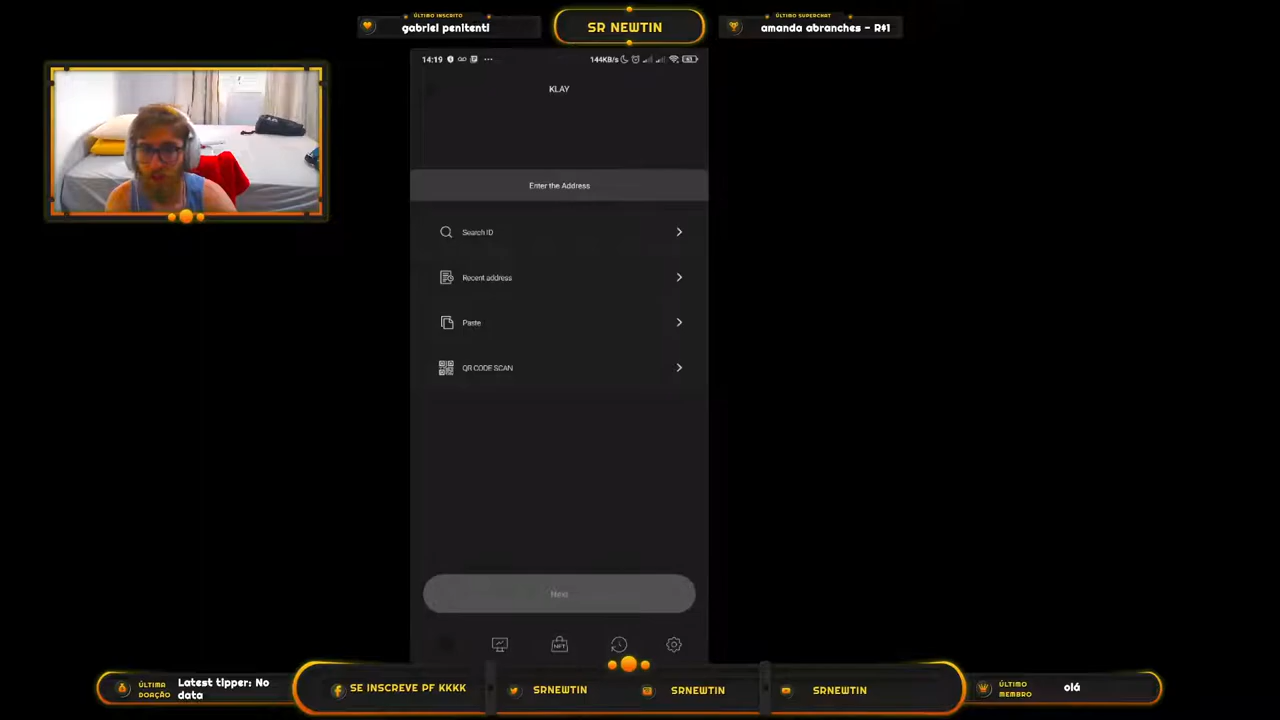 ÚLTIMO INSCRITO
gabriel penitenti
SR NEWTIN
ÚLTIMO SUPERCHAT
amanda abranches - R$1
14:19
144KB/s
KLAY
Enter the Address
Search ID
Recent address
Paste
QR CODE SCAN
Next
NFT
ÚLTIMA
DOAÇÃO
Latest tipper: No
data
SE INSCREVE PF KKKK
SRNEWTIN
SRNEWTIN
SRNEWTIN
ÚLTIMO
MEMBRO
olá